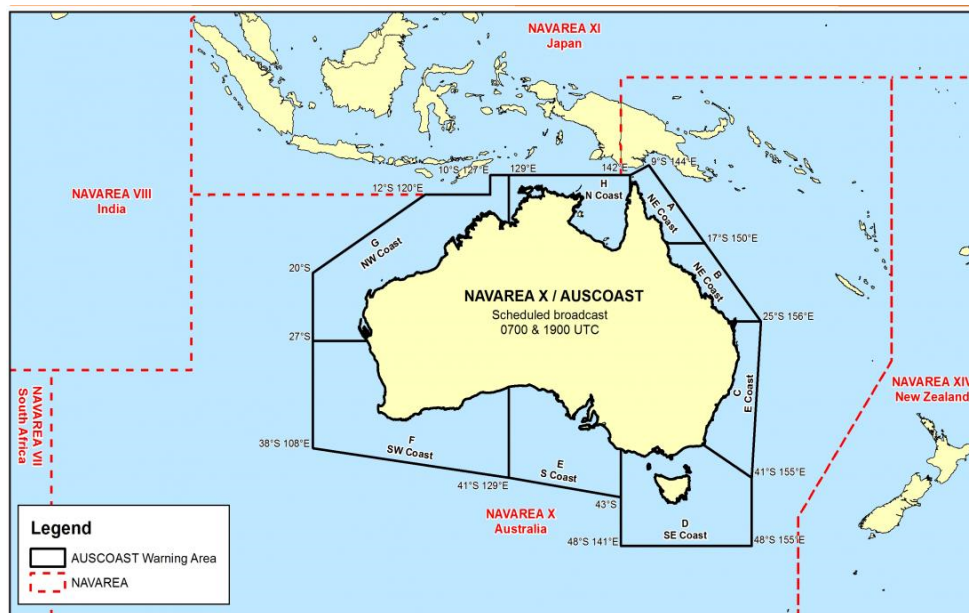 NAVAREA XI
Japan
10°S 127°E
129°E
142°E
9°S 144°E
12°S 120°E
NAVAREA VIII
India
H
N Coast
A
NE Coast
G
NW Coast
17°S 150°E
B
NE Coast
20°S
NAVAREA X / AUSCOAST
Scheduled broadcast
0700 & 1900 UTC
25°S 156°E
27°S
NAVAREA VII
South Africa
NAVAREA XIV
New Zealand
C
E Coast
38°S 108°E
F
SW Coast
E
S Coast
41°S 129°E
41°S 155°E
43°S
NAVAREA X
Australia
D
SE Coast
48°S 141°E
48°S 155°E
Legend
AUSCOAST Warning Area
NAVAREA